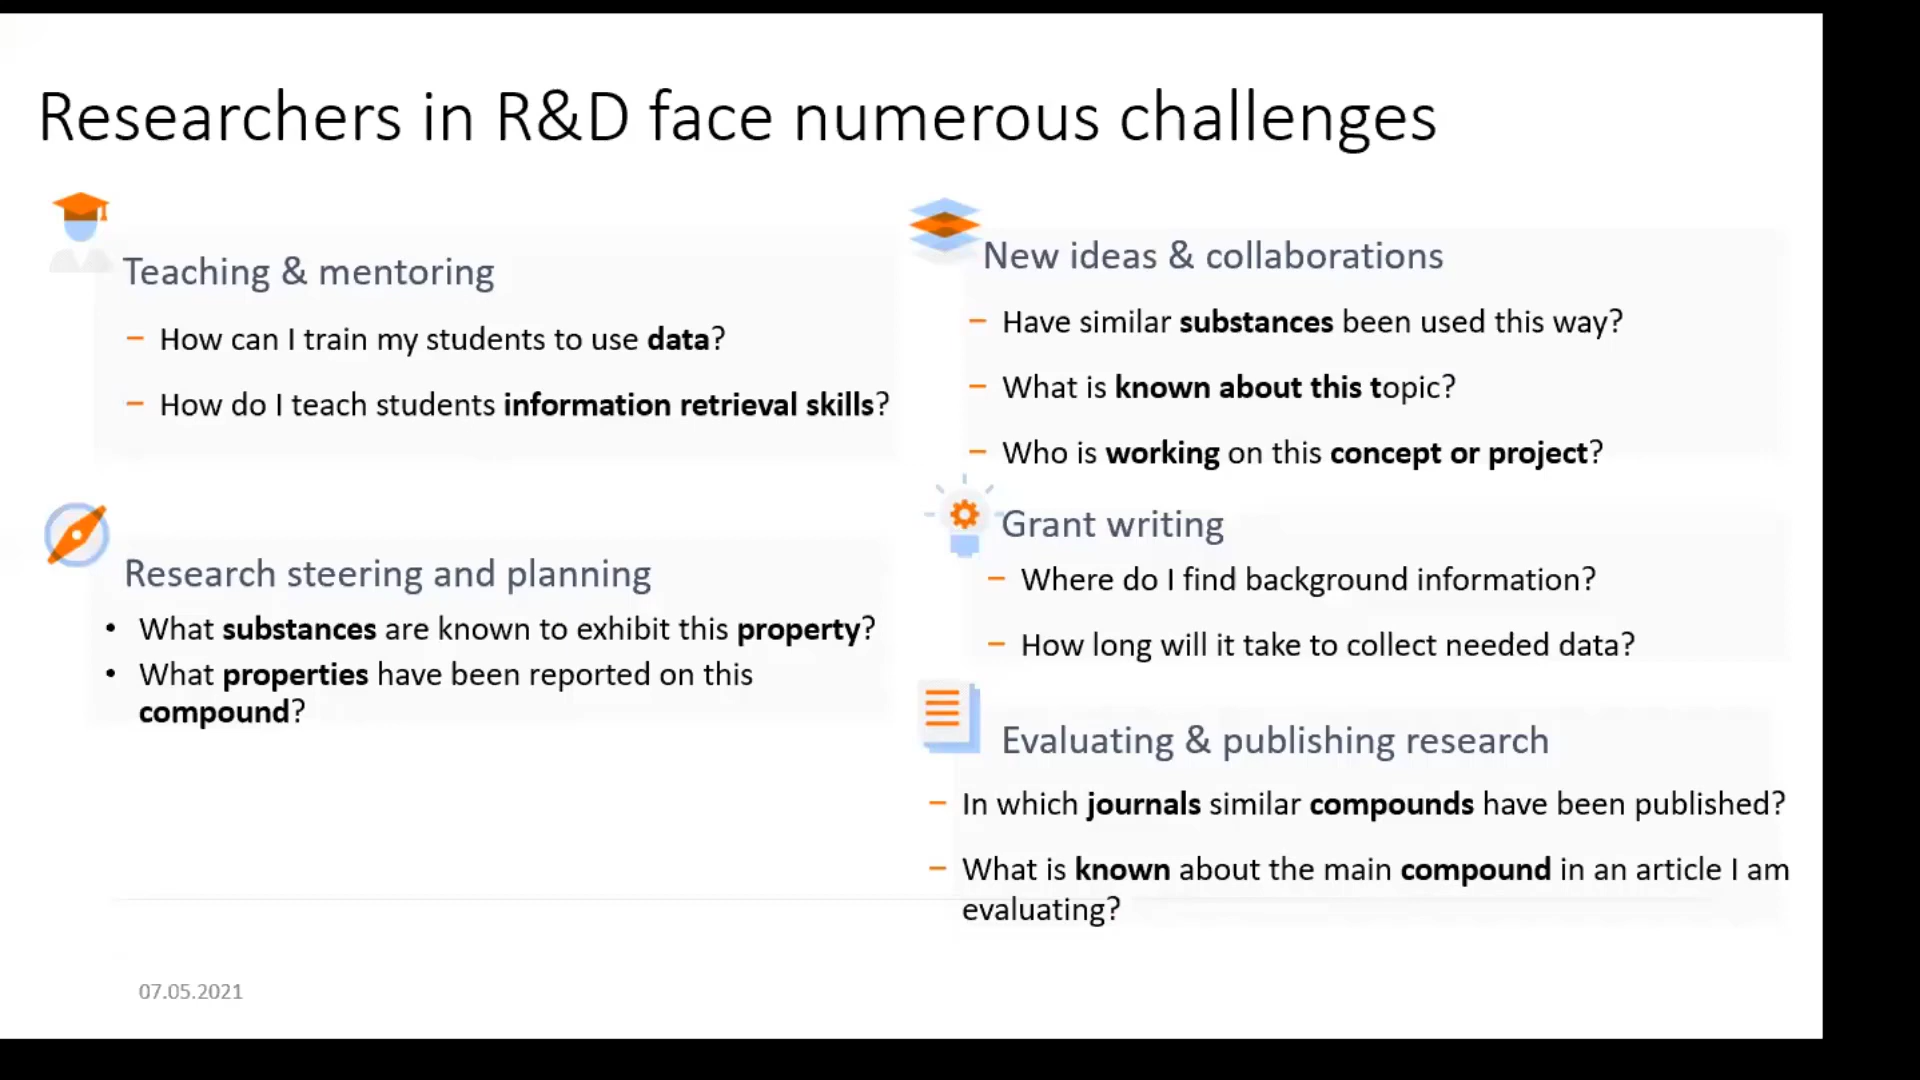 Researchers in R&D face numerous challenges
Teaching & mentoring
– How can I train my students to use data?
– How do I teach students information retrieval skills?
Research steering and planning
• What substances are known to exhibit this property?
• What properties have been reported on this
compound?
New ideas & collaborations
– Have similar substances been used this way?
– What is known about this topic?
– Who is working on this concept or project?
Grant writing
– Where do I find background information?
– How long will it take to collect needed data?
Evaluating & publishing research
– In which journals similar compounds have been published?
– What is known about the main compound in an article I am
evaluating?
07.05.2021